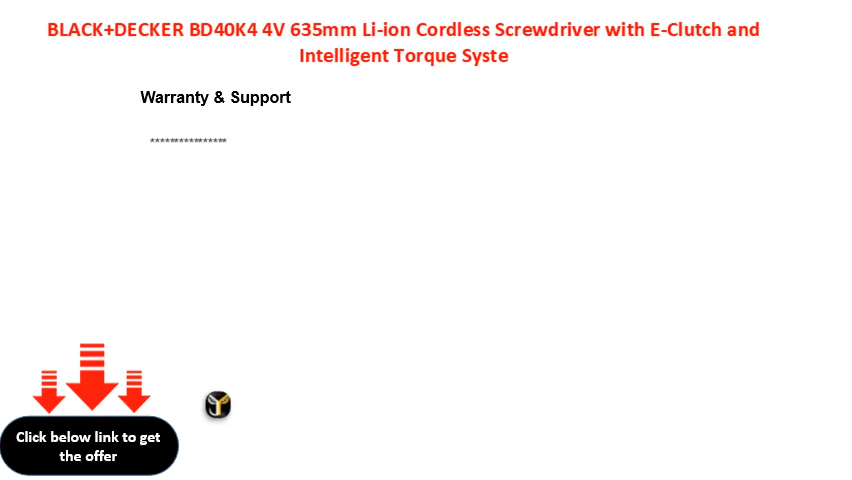 BLACK+DECKER BD40K4 4V 635mm Li-ion Cordless Screwdriver with E-Clutch and
Intelligent Torque Syste
Warranty & Support
****************
Click below link to get
the offer